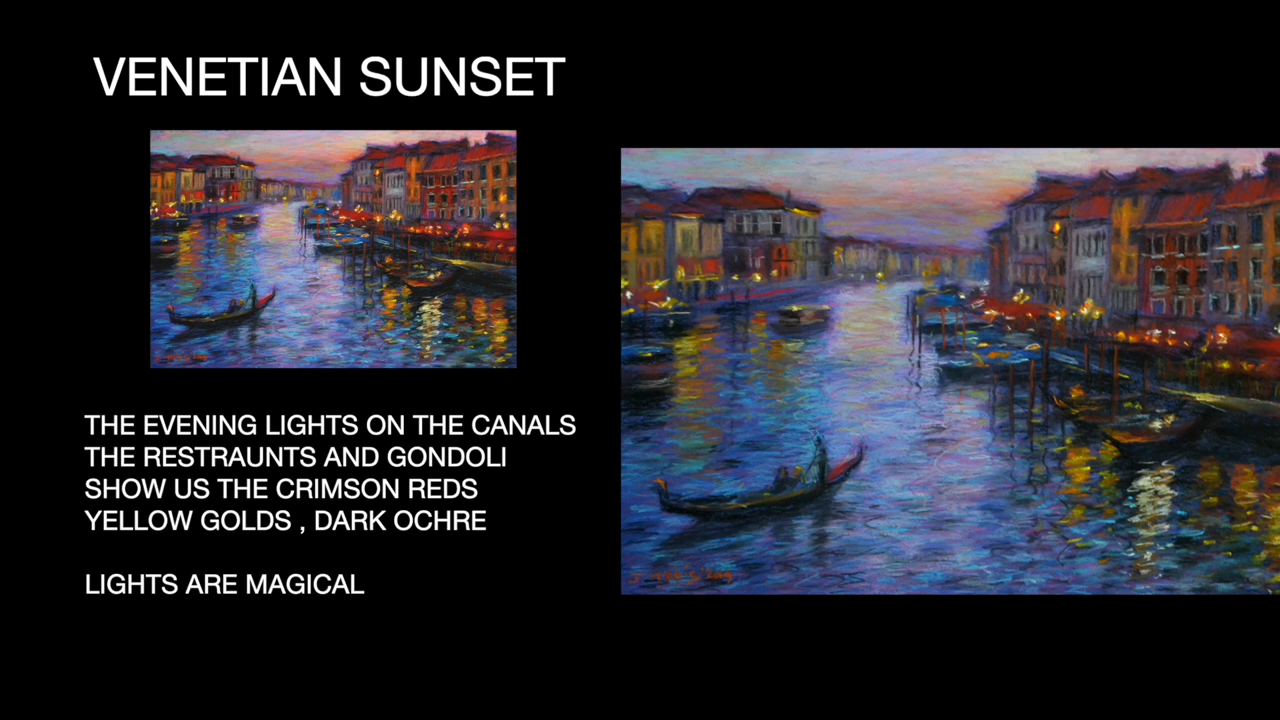 VENETIAN SUNSET
THE EVENING LIGHTS ON THE CANALS
THE RESTRAUNTS AND GONDOLI
SHOW US THE CRIMSON REDS
YELLOW GOLDS , DARK OCHRE
LIGHTS ARE MAGICAL